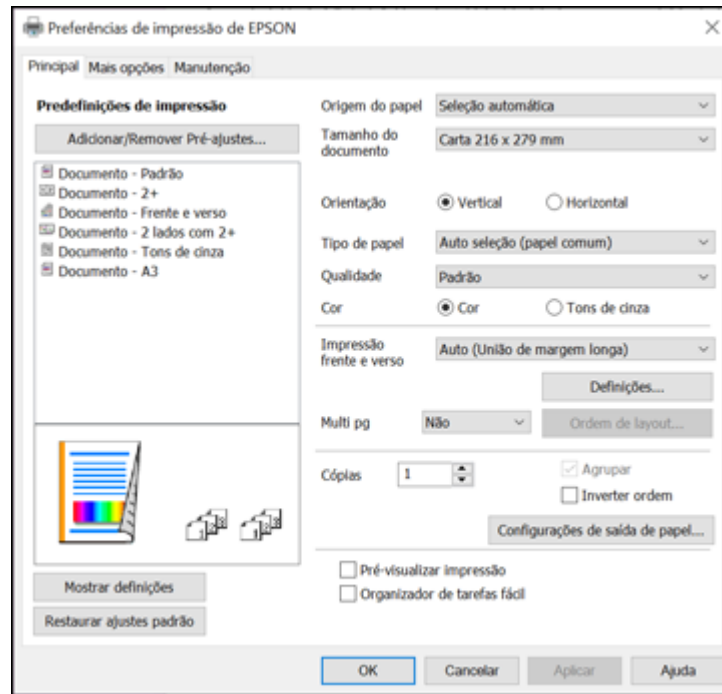 Preferências de impressão de EPSON
Principal Mais opções Manutenção
Predefinições de impressão
Adicionar/Remover Pré-ajustes...
Documento - Padrão
Documento - 2+
Documento - Frente e verso
Documento - 2 lados com 2+
Documento - Tons de cinza
Documento - A3
Mostrar definições
Restaurar ajustes padrão
Origem do papel Seleção automática
Tamanho do
documento Carta 216 x 279 mm
Orientação Vertical Horizontal
Tipo de papel Auto seleção (papel comum)
Qualidade Padrão
Cor Cor Tons de cinza
Impressão
frente e verso Auto (União de margem longa)
Definições...
Multi pg Não Ordem de layout...
Cópias 1 Agrupar
Inverter ordem
Configurações de saída de papel...
Pré-visualizar impressão
Organizador de tarefas fácil
OK Cancelar Aplicar Ajuda